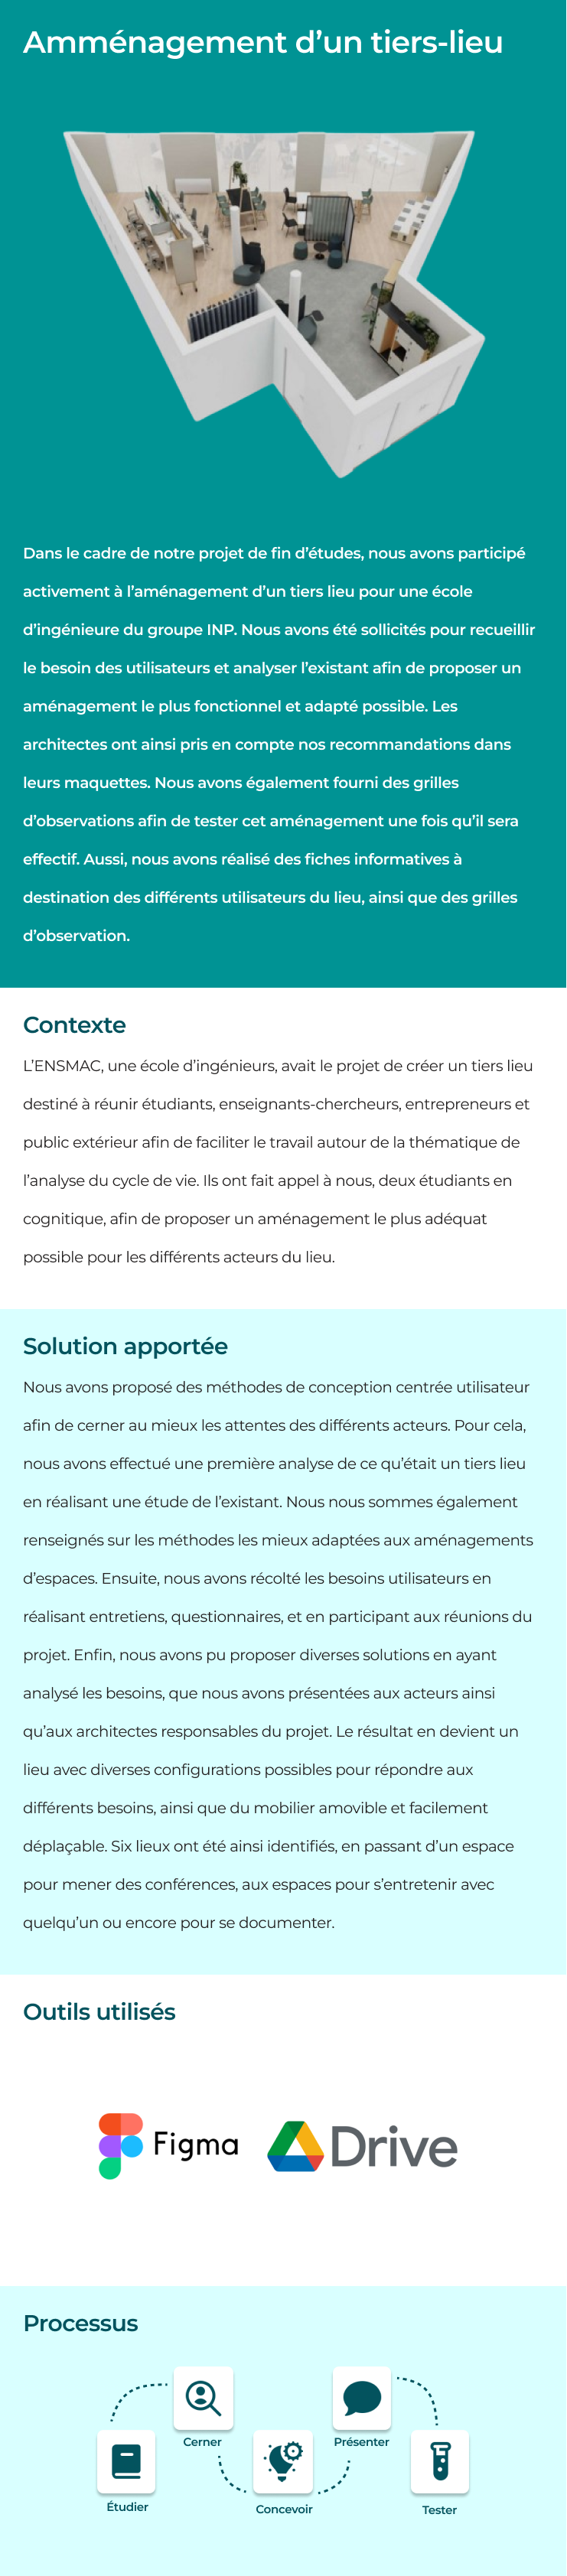 Amménagement d’un tiers-lieu
Dans le cadre de notre projet de fin d’études, nous avons participé
activement à l’aménagement d’un tiers lieu pour une école
d’ingénieure du groupe INP. Nous avons été sollicités pour recueillir
le besoin des utilisateurs et analyser l’existant afin de proposer un
aménagement le plus fonctionnel et adapté possible. Les
architectes ont ainsi pris en compte nos recommandations dans
leurs maquettes. Nous avons également fourni des grilles
d’observations afin de tester cet aménagement une fois qu’il sera
effectif. Aussi, nous avons réalisé des fiches informatives à
destination des différents utilisateurs du lieu, ainsi que des grilles
d’observation.
Contexte
L’ENSMAC, une école d’ingénieurs, avait le projet de créer un tiers lieu
destiné à réunir étudiants, enseignants-chercheurs, entrepreneurs et
public extérieur afin de faciliter le travail autour de la thématique de
l’analyse du cycle de vie. Ils ont fait appel à nous, deux étudiants en
cognitique, afin de proposer un aménagement le plus adéquat
possible pour les différents acteurs du lieu.
Solution apportée
Nous avons proposé des méthodes de conception centrée utilisateur
afin de cerner au mieux les attentes des différents acteurs. Pour cela,
nous avons effectué une première analyse de ce qu’était un tiers lieu
en réalisant une étude de l’existant. Nous nous sommes également
renseignés sur les méthodes les mieux adaptées aux aménagements
d’espaces. Ensuite, nous avons récolté les besoins utilisateurs en
réalisant entretiens, questionnaires, et en participant aux réunions du
projet. Enfin, nous avons pu proposer diverses solutions en ayant
analysé les besoins, que nous avons présentées aux acteurs ainsi
qu’aux architectes responsables du projet. Le résultat en devient un
lieu avec diverses configurations possibles pour répondre aux
différents besoins, ainsi que du mobilier amovible et facilement
déplaçable. Six lieux ont été ainsi identifiés, en passant d’un espace
pour mener des conférences, aux espaces pour s’entretenir avec
quelqu’un ou encore pour se documenter.
Outils utilisés
Figma Drive
Processus
Cerner Présenter
Étudier Concevoir Tester